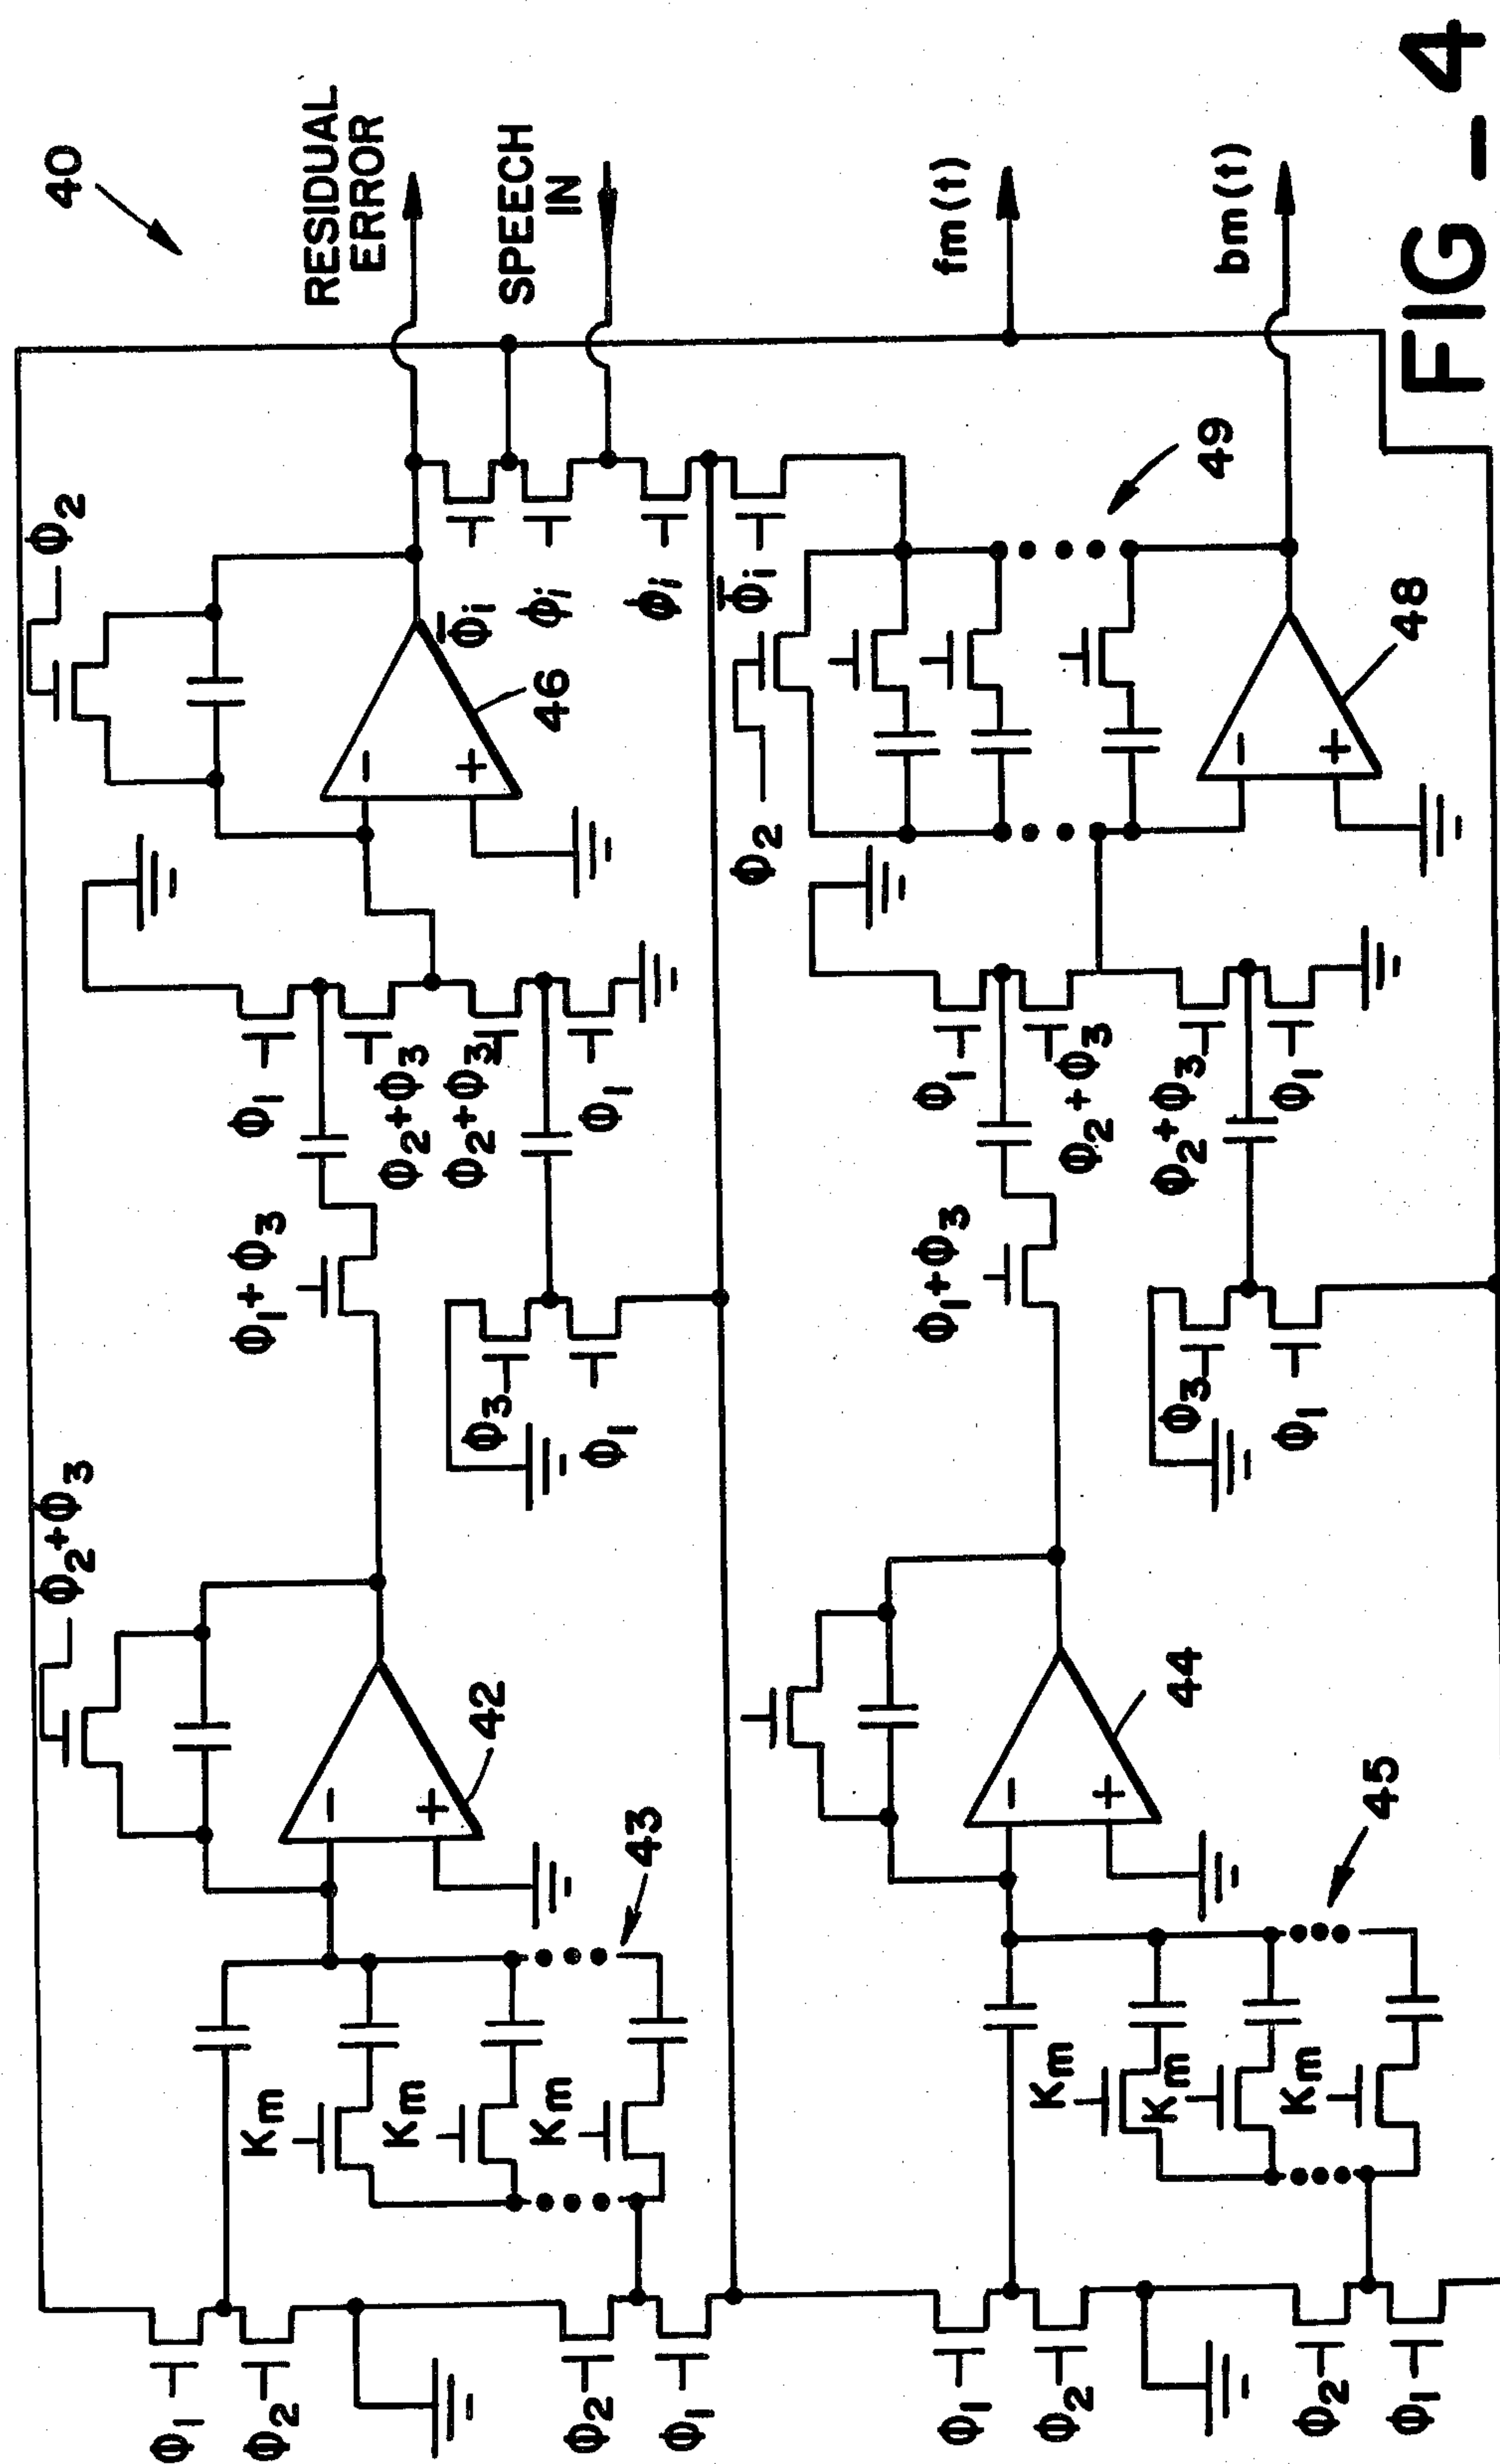 Φ2+Φ3
Φ2
40
Φ1
Φ2
Km
Φ1+Φ3
Φ1
RESIDUAL
ERROR
Km
Φ2+Φ3
42
Φ3
Φ2+Φ3
Φ̅i
SPEECH
IN
Km
46
Φi
Φ2
Φ1
Φ1
43
Φi
Φ1
Φ2
Φ̅i
Φ1
Φ1+Φ3
Φ1
fm(t)
Φ2
Km
Φ2+Φ3
Km
44
Φ3
Φ2+Φ3
49
bm(t)
Φ2
Km
Φ1
Φ1
45
48
Φ1
FIG - 4